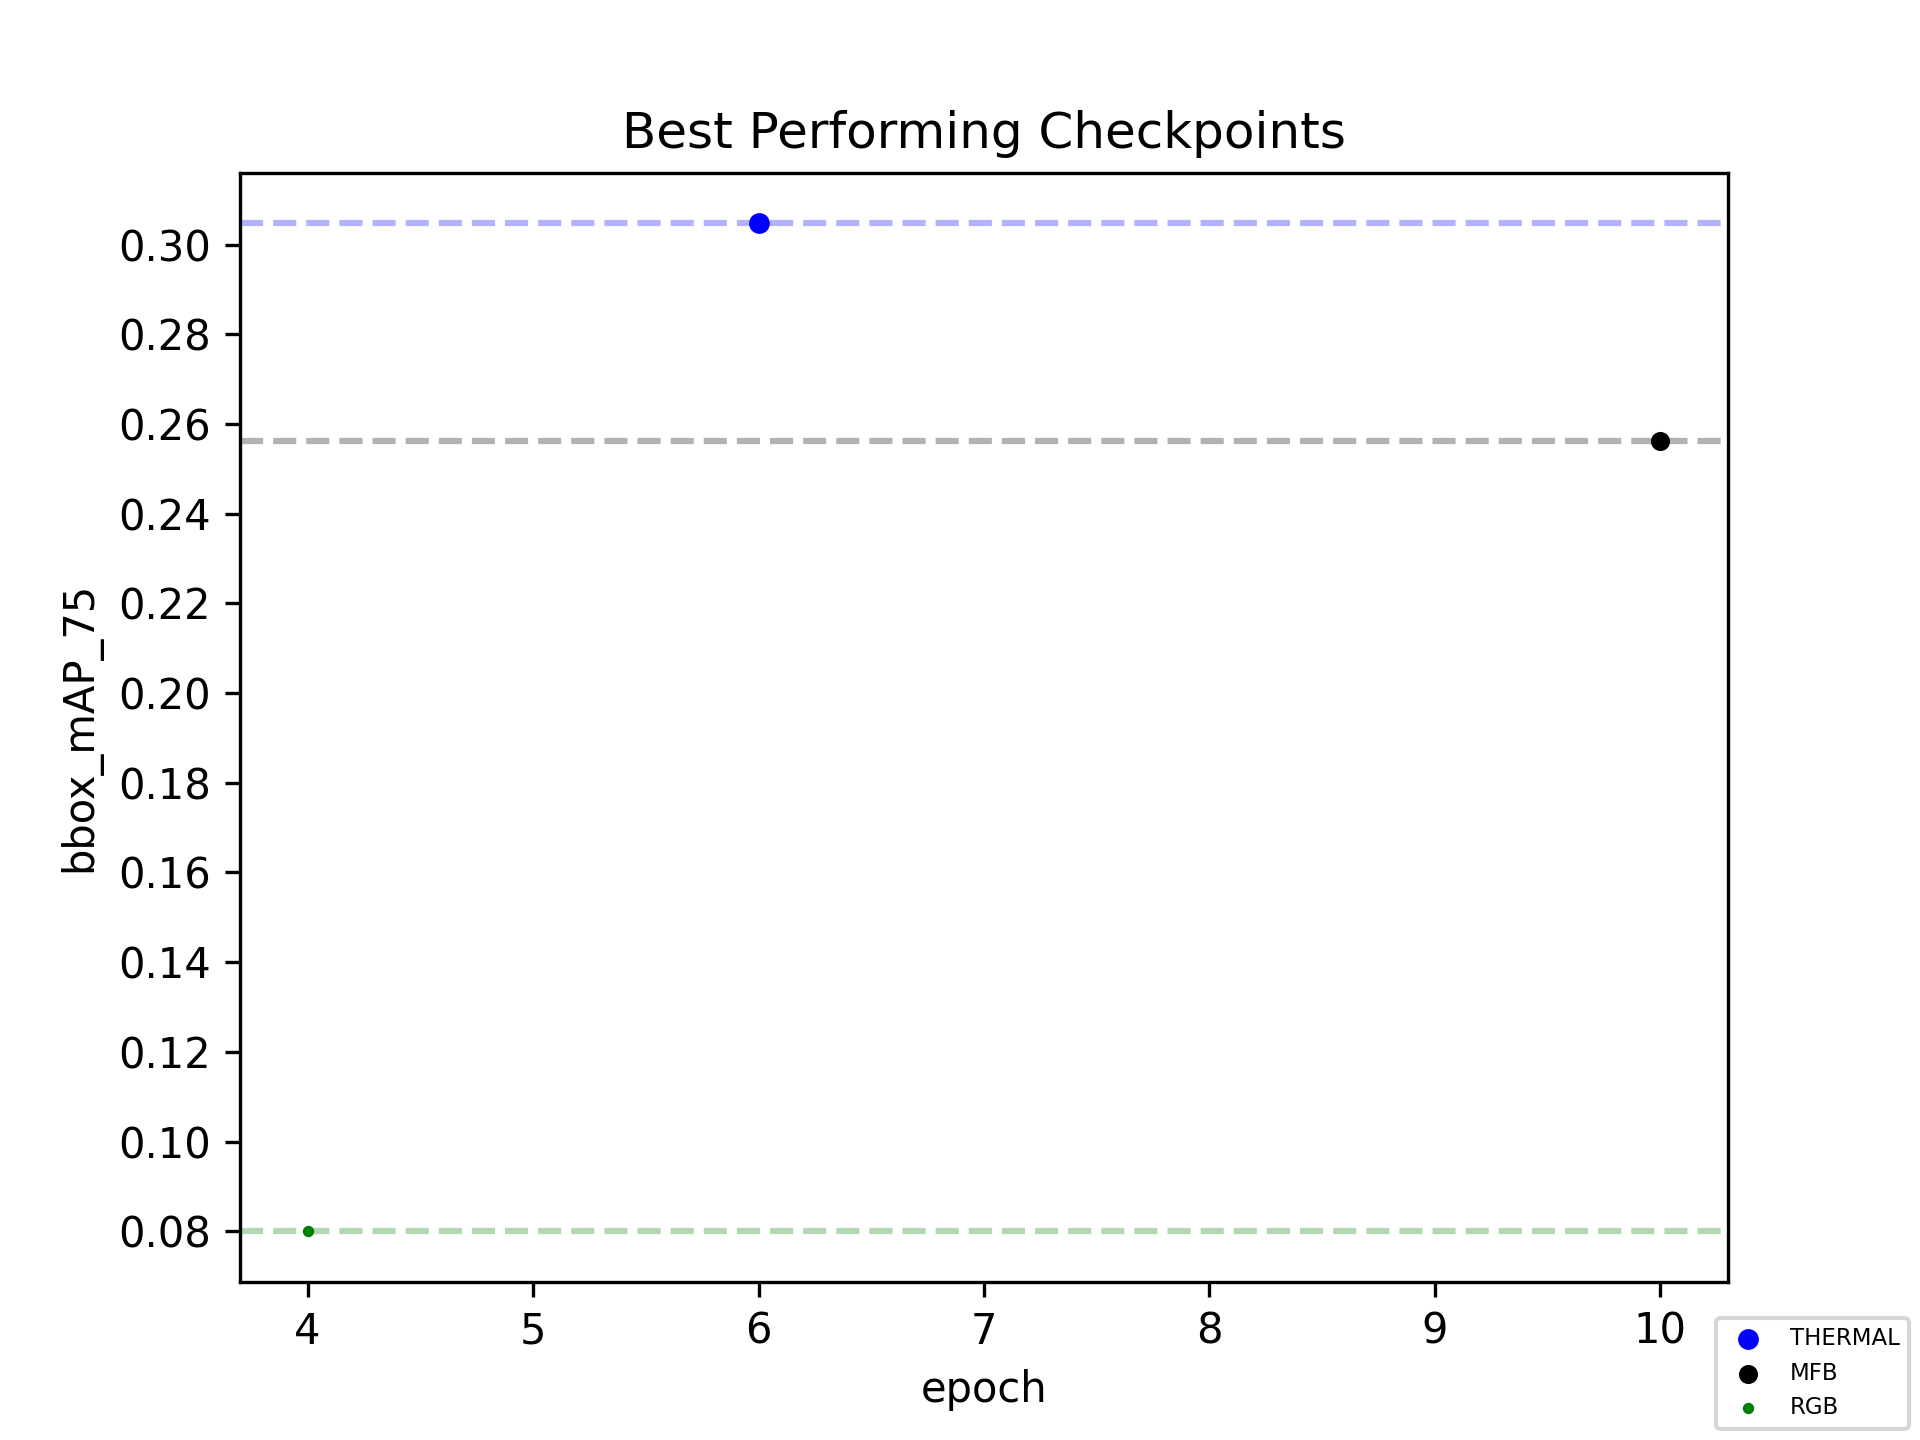 Best Performing Checkpoints
0.30
0.28
0.26
0.24
0.22
0.20
0.18
0.16
0.14
0.12
0.10
0.08
bbox_mAP_75
4 5 6 7 8 9 10
epoch
THERMAL
MFB
RGB